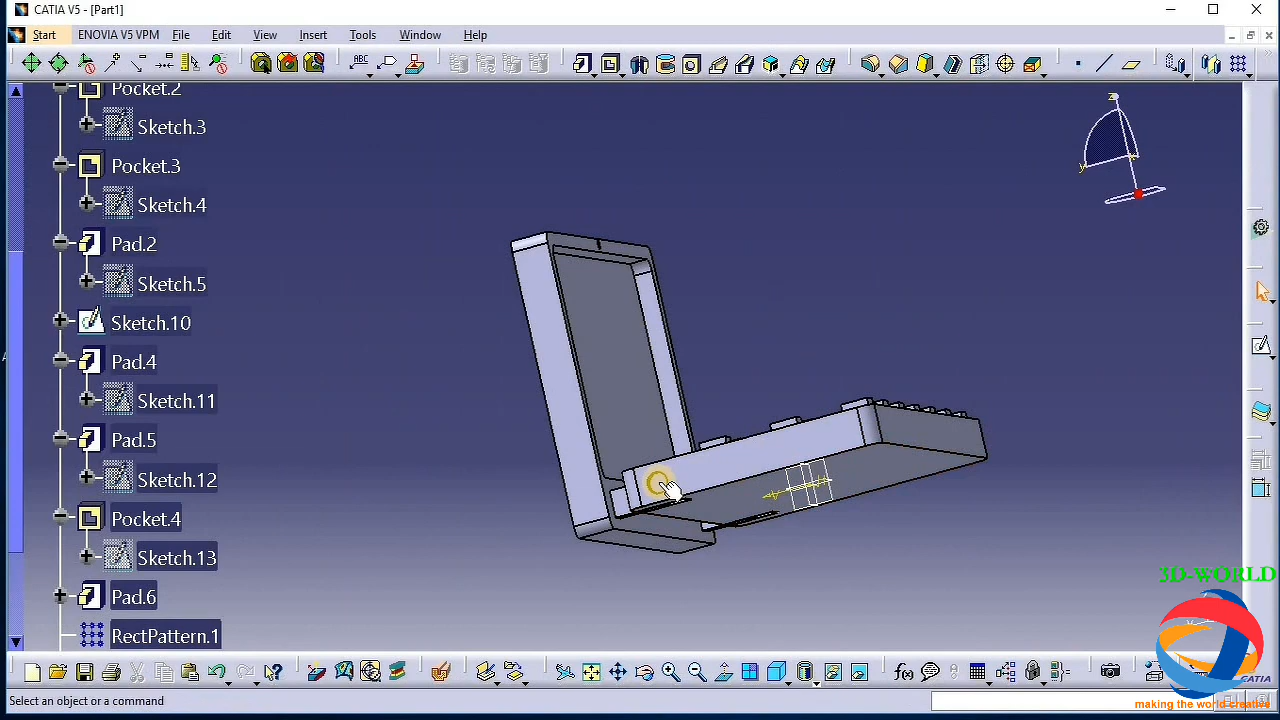 CATIA V5 - [Part1]
Start ENOVIA V5 VPM File Edit View Insert Tools Window Help
ABC
Pocket.2
Sketch.3
Pocket.3
Sketch.4
Pad.2
Sketch.5
Sketch.10
Pad.4
Sketch.11
Pad.5
Sketch.12
Pocket.4
Sketch.13
Pad.6
RectPattern.1
z
y
x
3D-WORLD
CATIA
making the world creative
f(x)
Select an object or a command